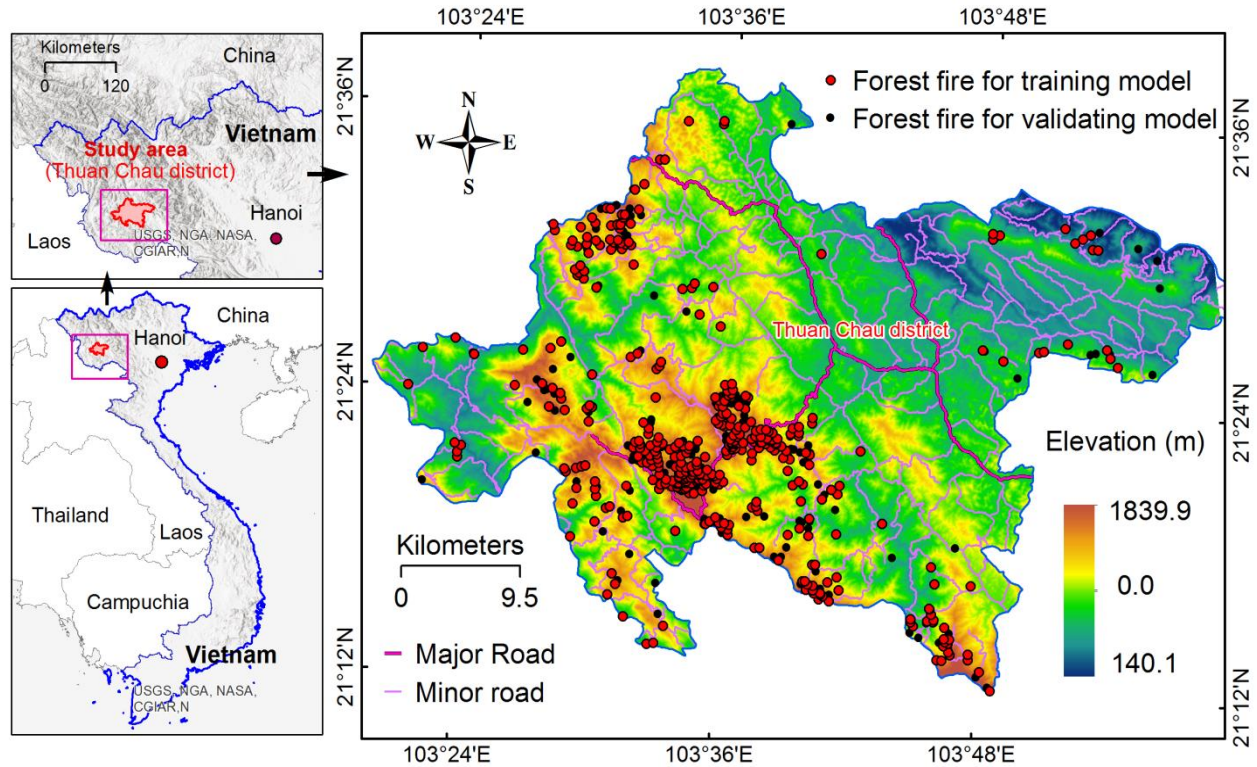 Kilometers
0 120
China
Vietnam
Study area
(Thuan Chau district)
Hanoi
Laos
USGS, NGA, NASA,
CGIAR,N
China
Hanoi
Thailand
Laos
Campuchia
Vietnam
USGS, NGA, NASA,
CGIAR,N
103°24'E 103°36'E 103°48'E
21°36'N
21°24'N
21°12'N
N
W E
S
Forest fire for training model
Forest fire for validating model
Thuan Chau district
Elevation (m)
1839.9
0.0
140.1
Kilometers
0 9.5
Major Road
Minor road
21°36'N
21°24'N
21°12'N
103°24'E 103°36'E 103°48'E